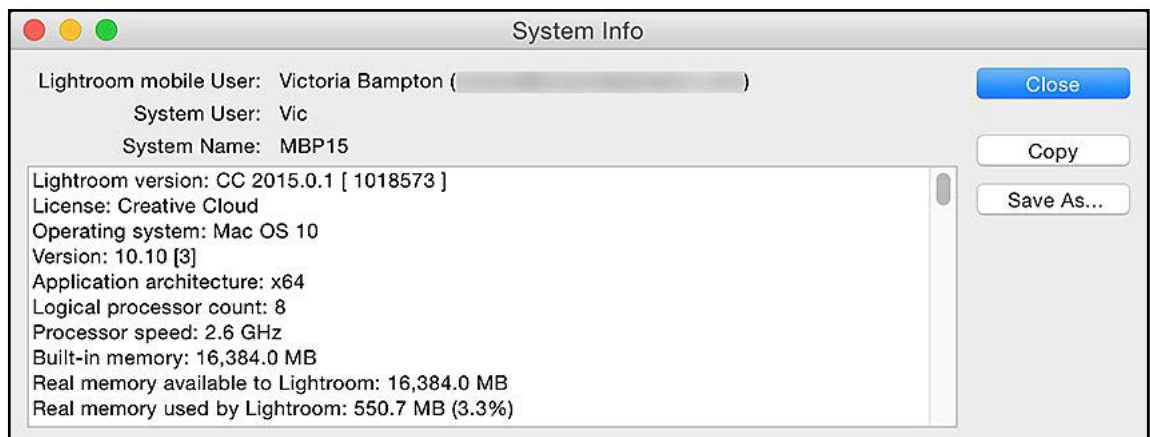 System Info
Lightroom mobile User: Victoria Bampton ( )
Close
System User: Vic
System Name: MBP15
Copy
Save As...
Lightroom version: CC 2015.0.1 [ 1018573 ]
License: Creative Cloud
Operating system: Mac OS 10
Version: 10.10 [3]
Application architecture: x64
Logical processor count: 8
Processor speed: 2.6 GHz
Built-in memory: 16,384.0 MB
Real memory available to Lightroom: 16,384.0 MB
Real memory used by Lightroom: 550.7 MB (3.3%)